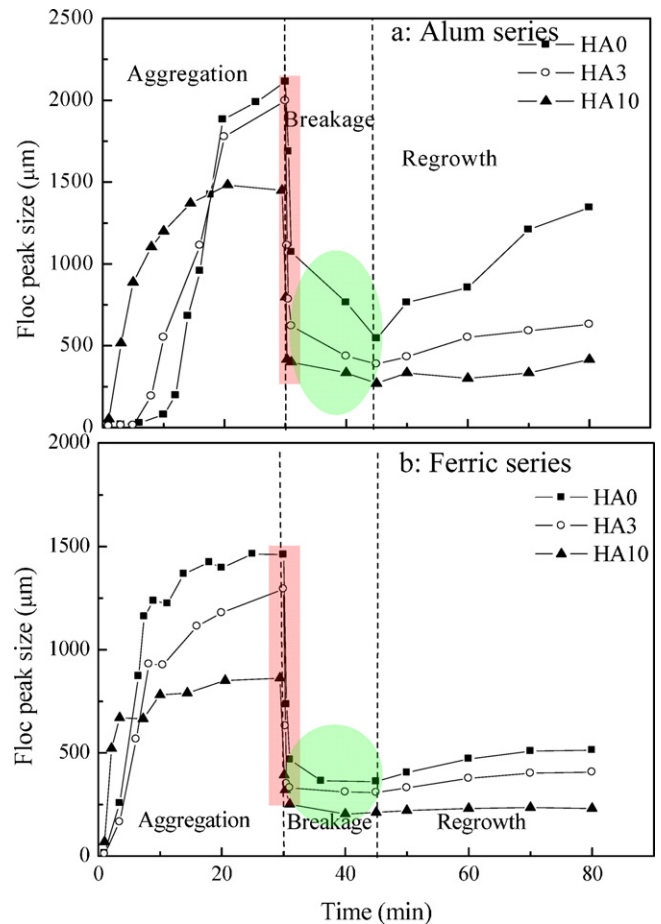 a: Alum series
HA0
HA3
HA10
Aggregation
Breakage
Regrowth
Floc peak size (μm)
2000
1500
1000
500
0
b: Ferric series
HA0
HA3
HA10
Floc peak size (μm)
2000
1500
1000
500
0
Aggregation
Breakage
Regrowth
0 20 40 60 80
Time (min)